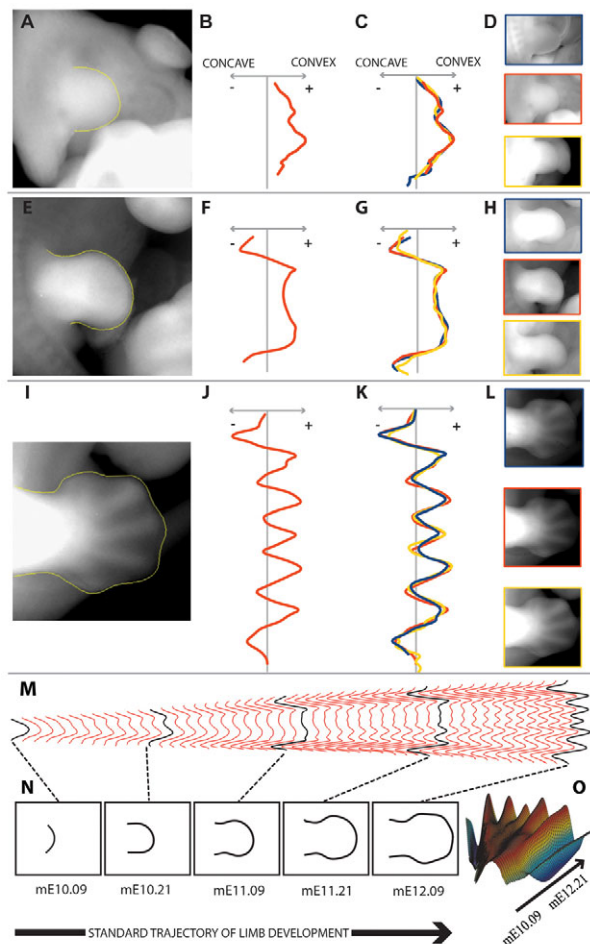 A
B
C
D
CONCAVE
CONVEX
CONCAVE
CONVEX
-
+
-
+
E
F
G
H
-
+
-
+
I
J
K
L
-
+
-
+
M
N
O
mE10.09
mE10.21
mE11.09
mE11.21
mE12.09
mE10.09
mE12.21
STANDARD TRAJECTORY OF LIMB DEVELOPMENT